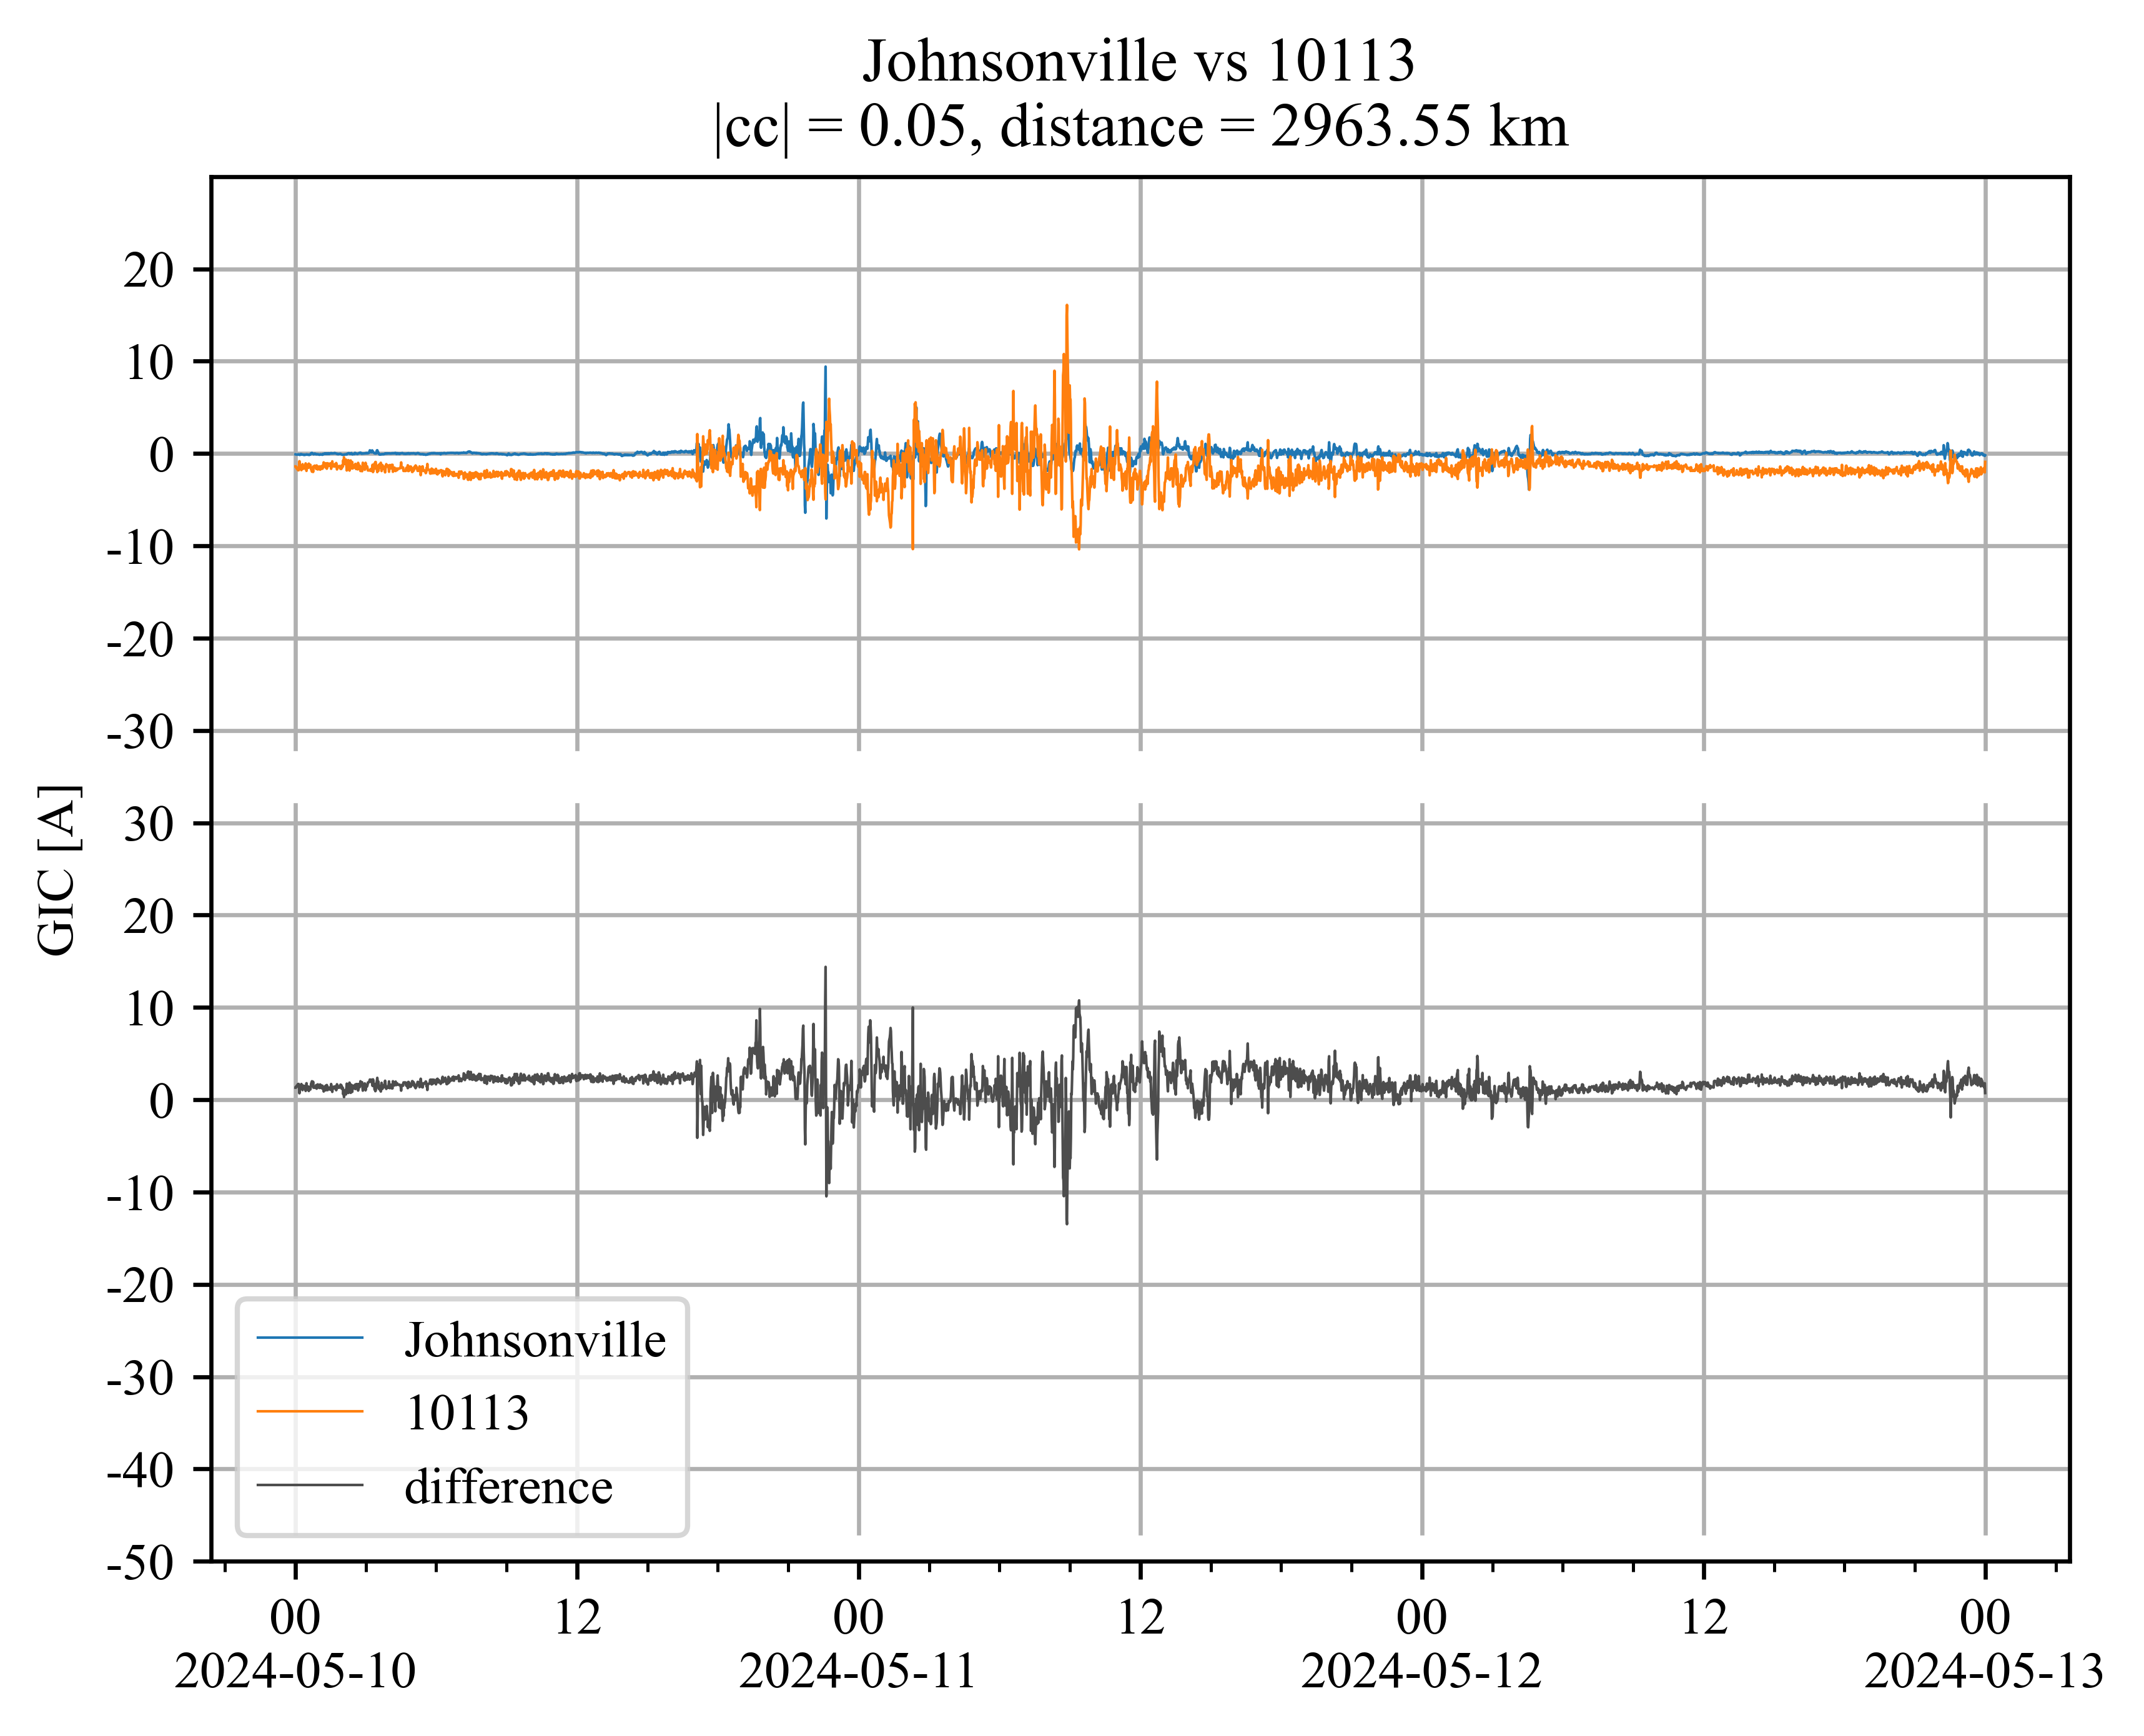 Johnsonville vs 10113
|cc| = 0.05, distance = 2963.55 km
GIC [A]
20
10
0
-10
-20
-30
30
20
10
0
-10
-20
-30
-40
-50
Johnsonville
10113
difference
00 12 00 12 00 12 00
2024-05-10 2024-05-11 2024-05-12 2024-05-13